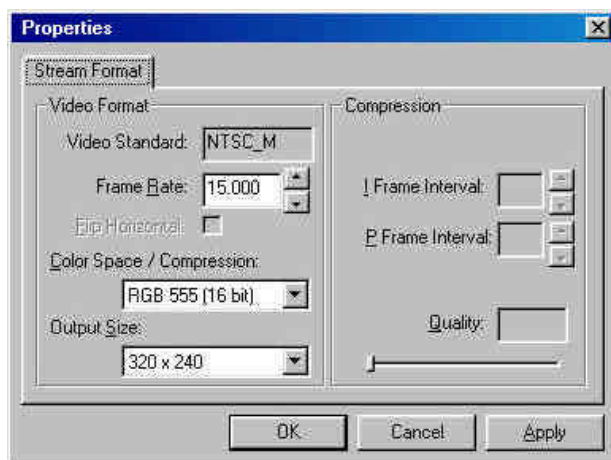 Properties
Stream Format
Video Format
Video Standard: NTSC_M
Frame Rate: 15.000
Flip Horizontal:
Color Space / Compression:
RGB 555 (16 bit)
Output Size:
320 x 240
Compression
I Frame Interval:
P Frame Interval:
Quality:
OK
Cancel
Apply